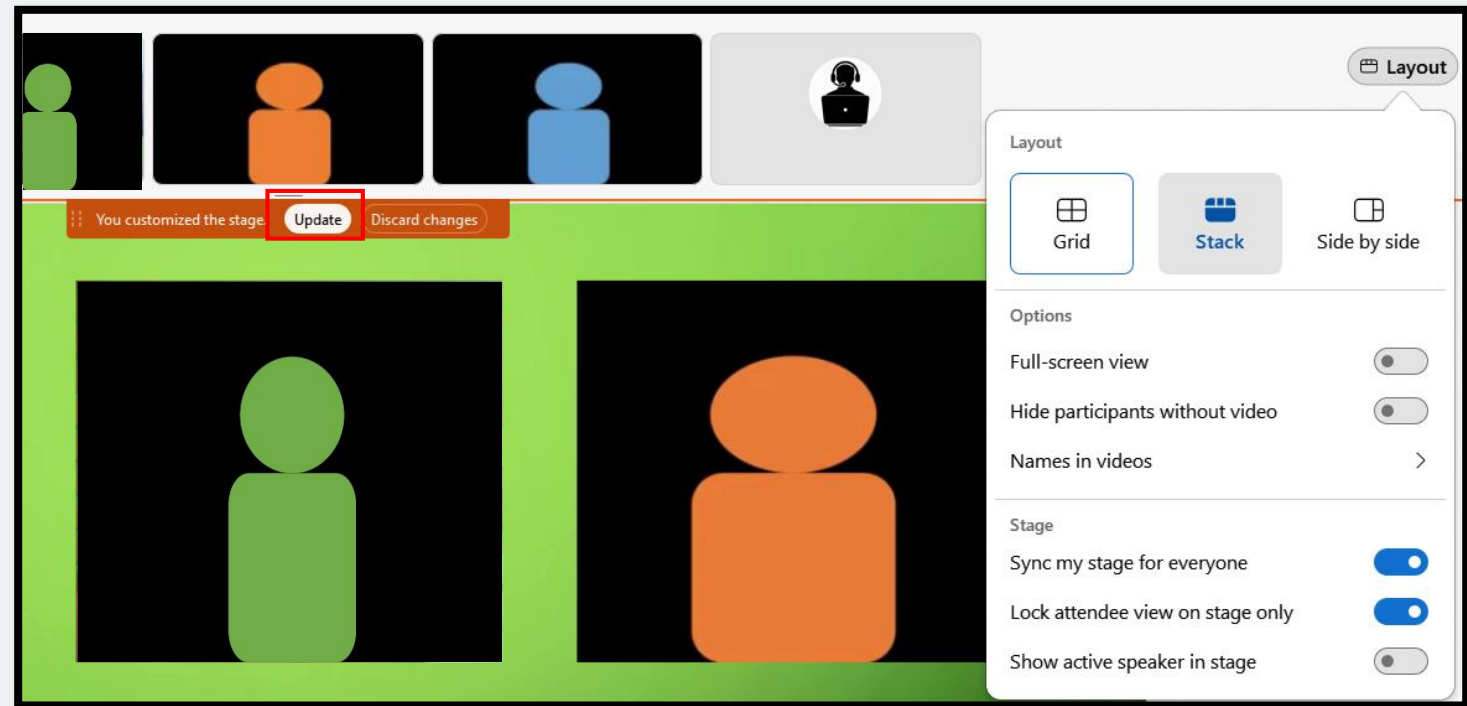 Layout
You customized the stage. Update Discard changes
Layout
Grid Stack Side by side
Options
Full-screen view
Hide participants without video
Names in videos
Stage
Sync my stage for everyone
Lock attendee view on stage only
Show active speaker in stage